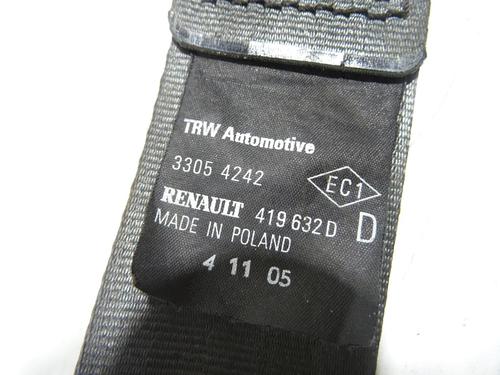 TRW Automotive
3305 4242 EC1
RENAULT 419 632 D D
MADE IN POLAND
4 11 05